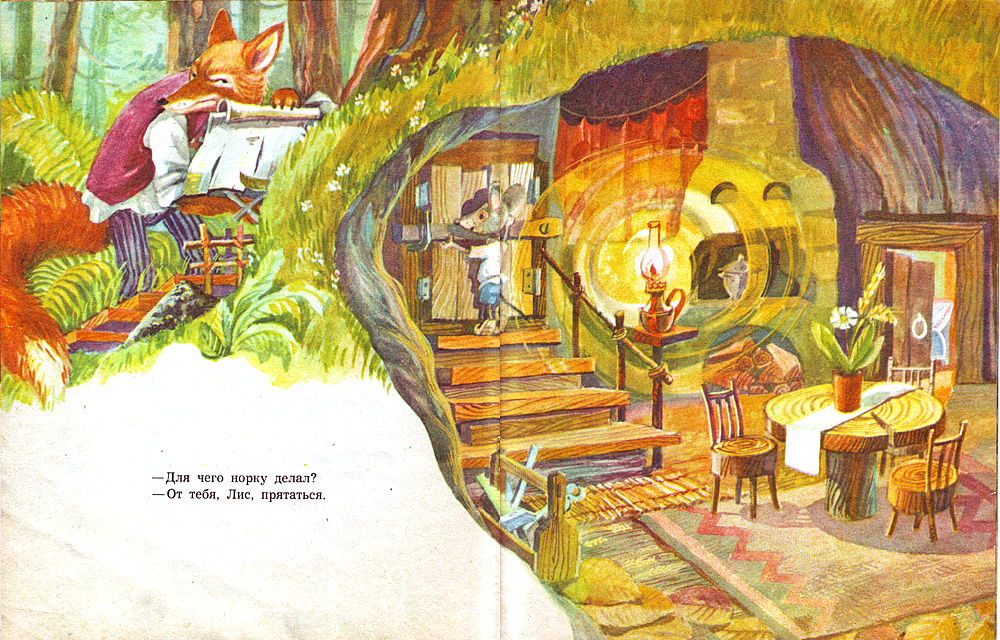 —Для чего норку делал?
—От тебя, Лис, прятаться.